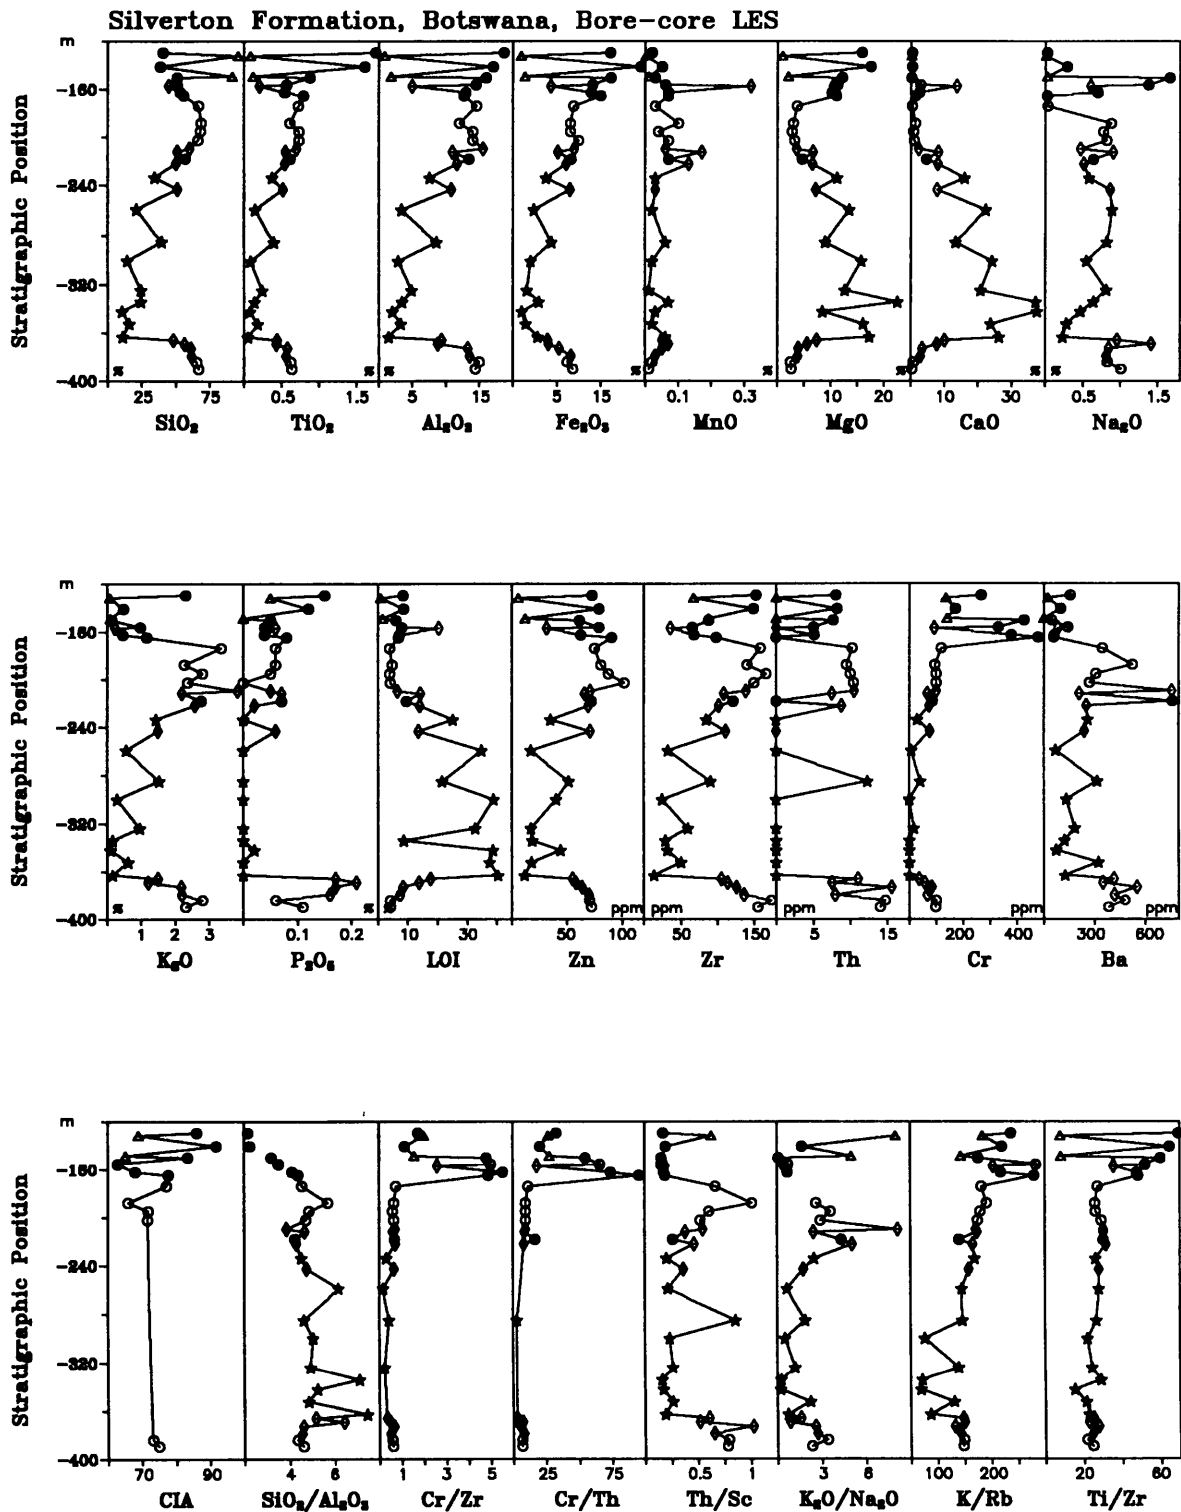 Silverton Formation, Botswana, Bore-core LES
m
-160
-240
-320
-400
Stratigraphic Position
% % % % % %
25 75 0.5 1.5 5 15 5 15 0.1 0.3 10 20 10 30 0.5 1.5
SiO₂ TiO₂ Al₂O₃ Fe₂O₃ MnO MgO CaO Na₂O
m
-160
-240
-320
-400
Stratigraphic Position
% % ppm ppm ppm ppm ppm
1 3 0.1 0.2 10 30 50 100 50 150 5 15 200 400 300 600
K₂O P₂O₅ LOI Zn Zr Th Cr Ba
m
-160
-240
-320
-400
Stratigraphic Position
70 90 4 6 1 3 5 25 75 0.5 1 3 6 100 300 20 60
CIA SiO₂/Al₂O₃ Cr/Zr Cr/Th Th/Sc K₂O/Na₂O K/Rb Ti/Zr